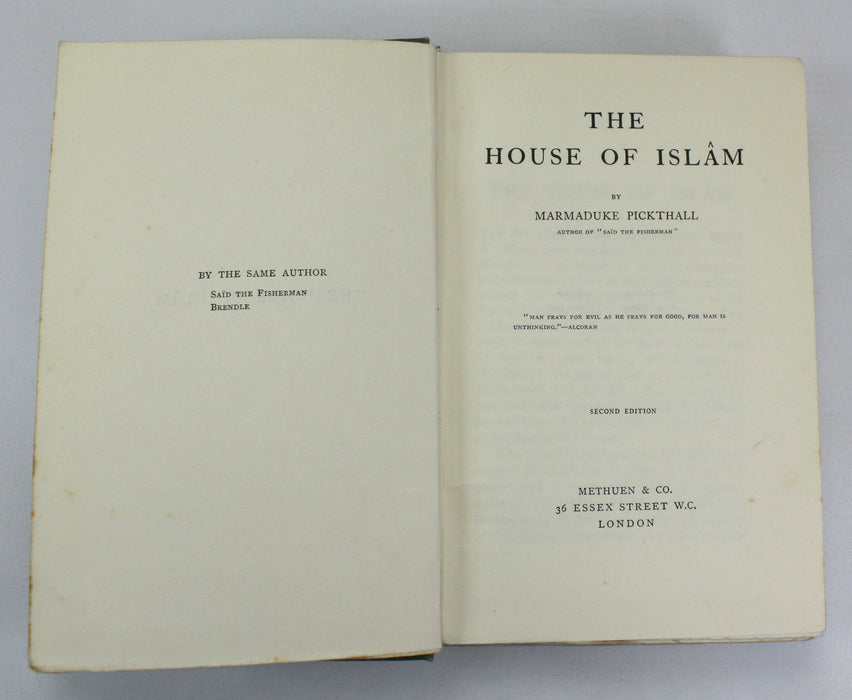 BY THE SAME AUTHOR
SAÏD THE FISHERMAN
BRENDLE
THE
HOUSE OF ISLÂM
BY
MARMADUKE PICKTHALL
AUTHOR OF "SAÏD THE FISHERMAN"
"MAN PRAYS FOR EVIL AS HE PRAYS FOR GOOD, FOR MAN IS
UNTHINKING."—ALCORAN
SECOND EDITION
METHUEN & CO.
36 ESSEX STREET W.C.
LONDON